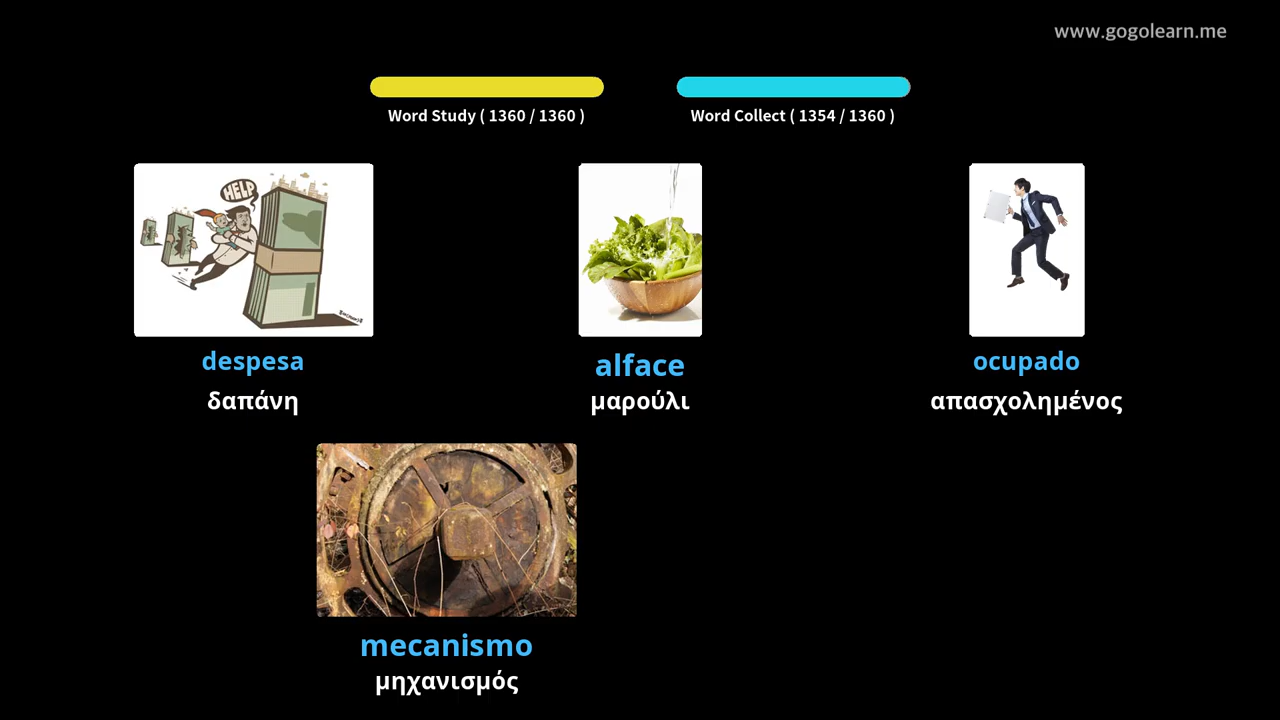 www.gogolearn.me
Word Study ( 1360 / 1360 )
Word Collect ( 1354 / 1360 )
HELP
despesa
alface
ocupado
δαπάνη
μαρούλι
απασχολημένος
mecanismo
μηχανισμός